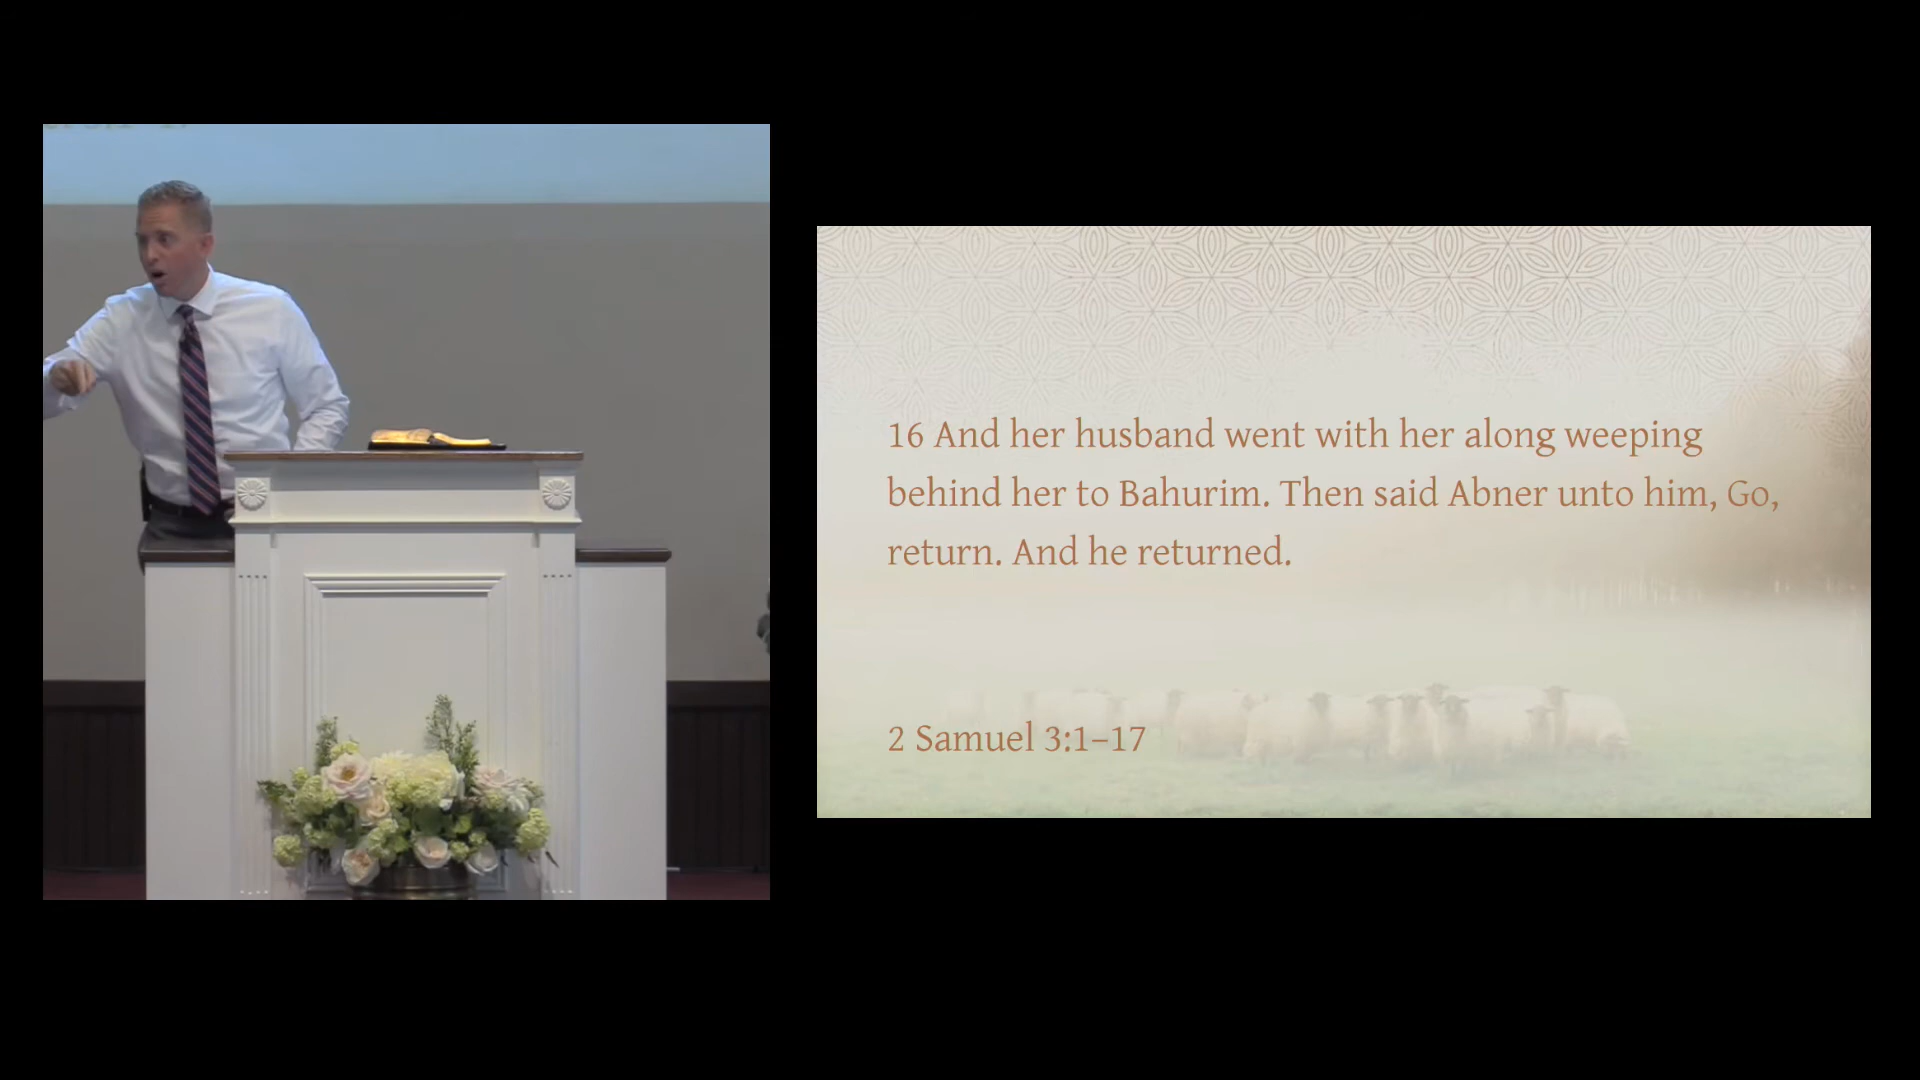 16 And her husband went with her along weeping
behind her to Bahurim. Then said Abner unto him, Go,
return. And he returned.
2 Samuel 3:1–17